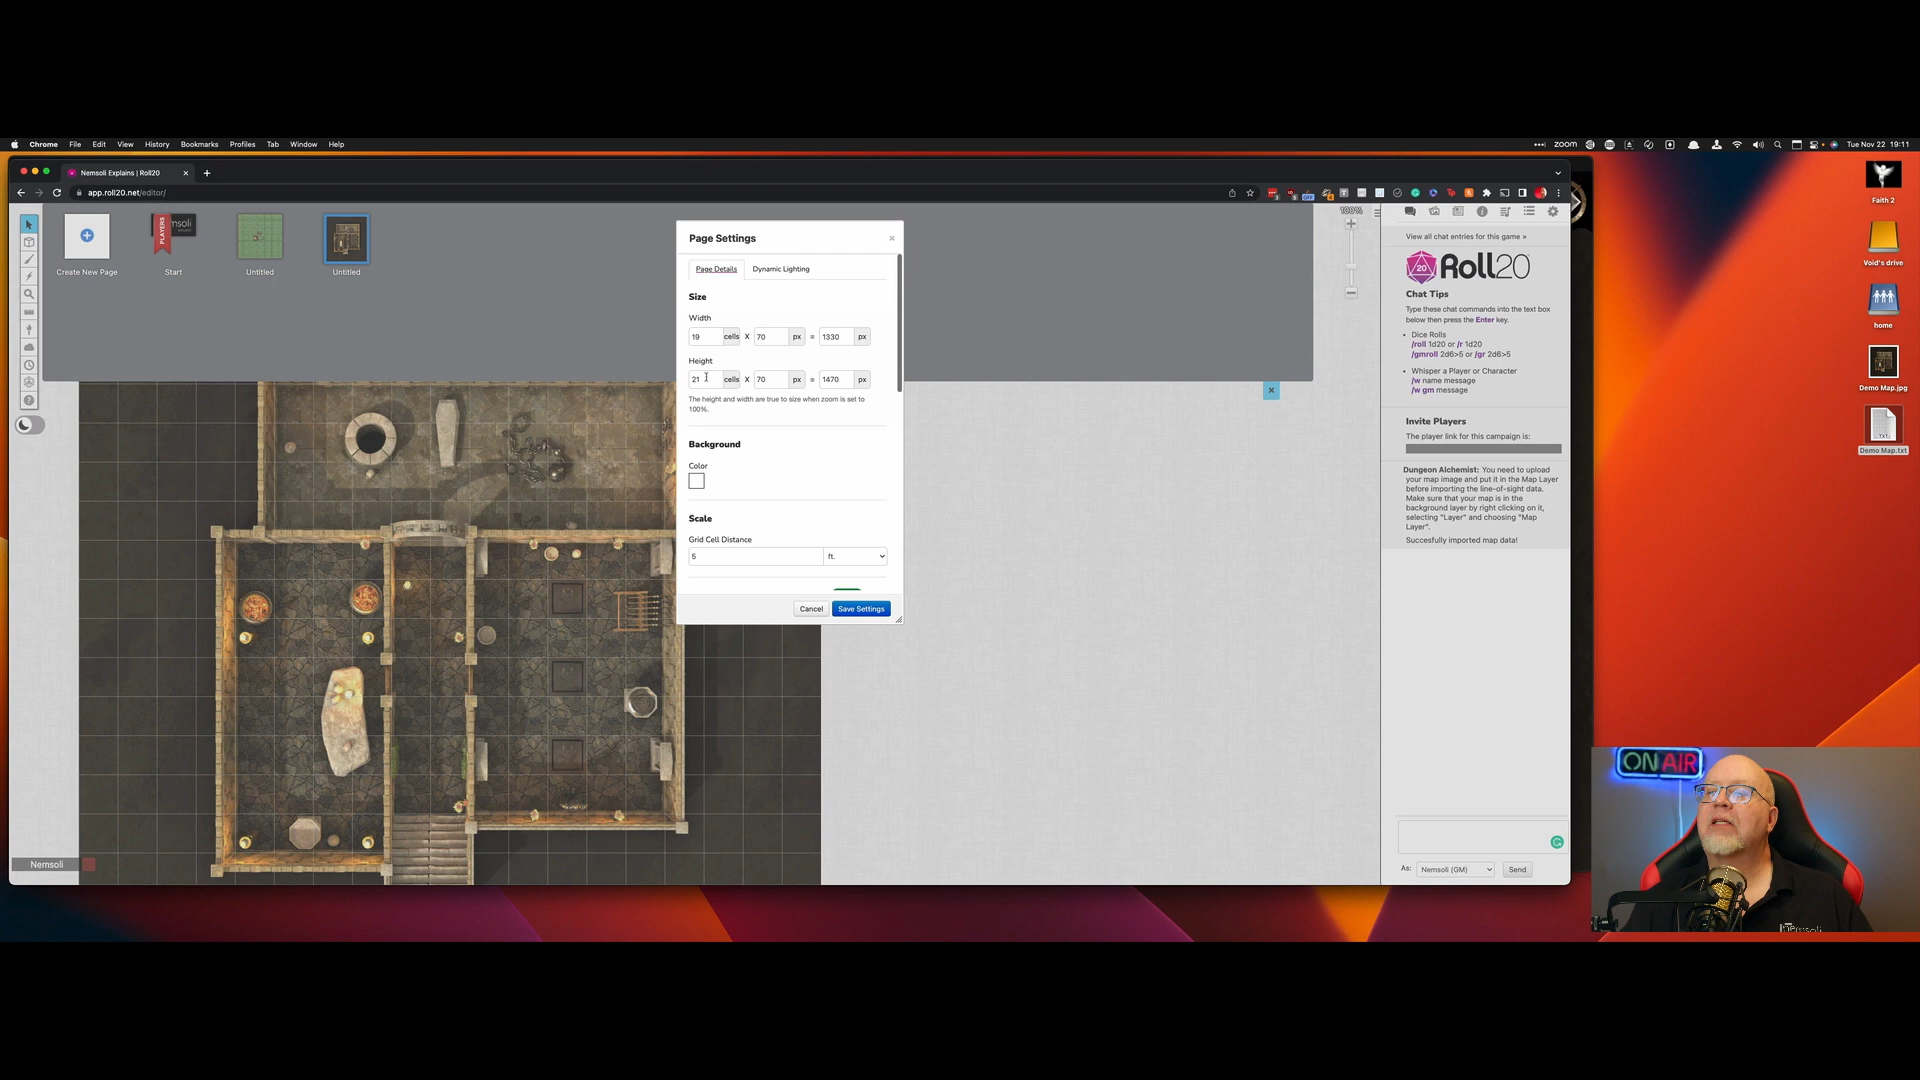 Chrome File Edit View History Bookmarks Profiles Tab Window Help
zoom Tue Nov 22 19:11
Nemsoli Explains | Roll20
app.roll20.net/editor/
Faith 2
Void's drive
home
Demo Map.jpg
Demo Map.txt
Create New Page
PLAYERS
Start
Untitled
Untitled
100%
Page Settings
Page Details Dynamic Lighting
Size
Width
19 cells X 70 px = 1330 px
Height
21 cells X 70 px = 1470 px
The height and width are true to size when zoom is set to
100%.
Background
Color
Scale
Grid Cell Distance
5 ft.
Cancel Save Settings
View all chat entries for this game »
20 Roll20
Chat Tips
Type these chat commands into the text box
below then press the Enter key.
• Dice Rolls
/roll 1d20 or /r 1d20
/gmroll 2d6>5 or /gr 2d6>5
• Whisper a Player or Character
/w name message
/w gm message
Invite Players
The player link for this campaign is:
Dungeon Alchemist: You need to upload
your map image and put it in the Map Layer
before importing the line-of-sight data.
Make sure that your map is in the
background layer by right clicking on it,
selecting "Layer" and choosing "Map
Layer".
Succesfully imported map data!
As: Nemsoli (GM) Send
Nemsoli
ON AIR